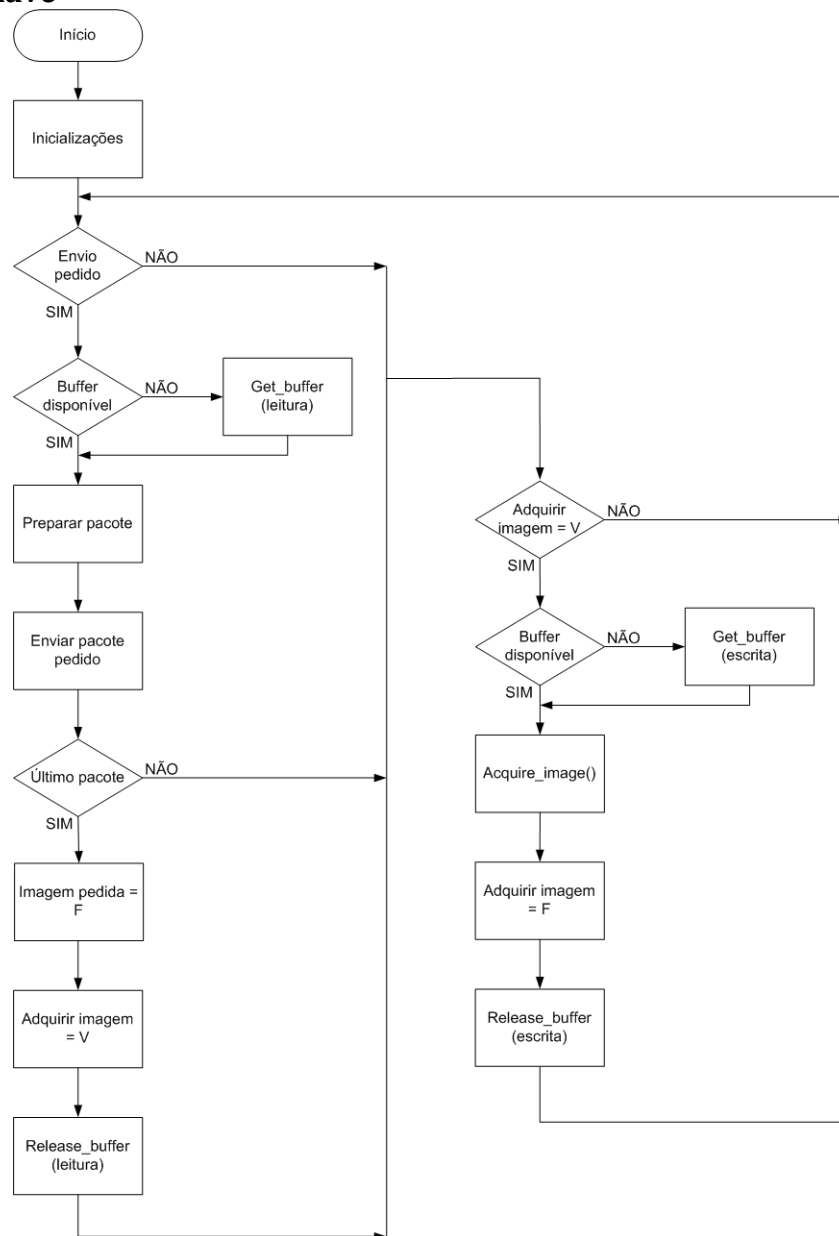 Início
Inicializações
Envio
pedido
NÃO
SIM
Buffer
disponível
NÃO
Get_buffer
(leitura)
SIM
Preparar pacote
Enviar pacote
pedido
Último pacote
NÃO
SIM
Imagem pedida =
F
Adquirir imagem
= V
Release_buffer
(leitura)
Adquirir
imagem = V
NÃO
SIM
Buffer
disponível
NÃO
Get_buffer
(escrita)
SIM
Acquire_image()
Adquirir imagem
= F
Release_buffer
(escrita)